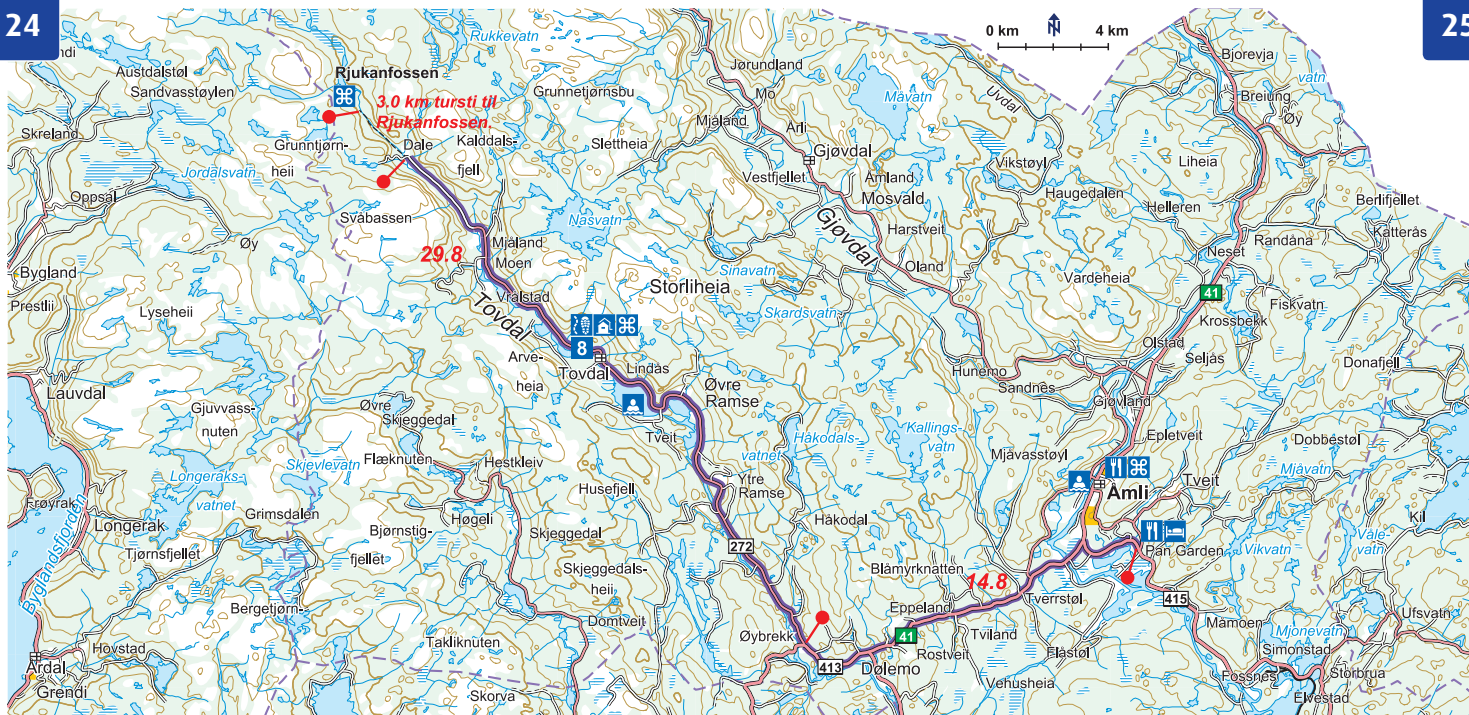 24
25
0 km
N
4 km
Rukkevatn
Jørundland
Bjorevja
Austdalstøl
Sandvasstøylen
Rjukanfossen
Grunnetjørnsbu
Mo
Måvatn
Uvdal
vatn
Breiung
Øy
3.0 km tursti til
Rjukanfossen.
Skreland
Mjåland
Årli
Grunntjørn-
heii
Dale
Kalddals-
fjell
Slettheia
Gjøvdal
Vikstøyl
Liheia
Jordalsvatn
Vestfjellet
Åmland
Mosvald
Haugedalen
Helleren
Berlifjellet
Oppsal
Svabassen
Nasvatn
Gjøvdal
Harstveit
Katterås
Øy
Mjåland
Moen
29.8
Randåna
Neset
Bygland
Sinavatn
Oland
Vardeheia
Storliheia
41
Prestlii
Lyseheii
Tovdal
Vralstad
Skardsvatn
Fiskvatn
Krossbekk
8
Arve-
heia
Tovdal
Lindås
Olstad
Seljås
Donafjell
Hunemo
Sandnes
Lauvdal
Øvre
Ramse
Gjøvland
Gjuvvass-
nuten
Øvre
Skjeggedal
Tveit
Håkodals-
vatnet
Kallings-
vatn
Epletveit
Dobbestøl
Mjåvasstøyl
Flæknuten
Hestkleiv
Skjevlevatn
Longeraks-
vatnet
Mjåvatn
Tveit
Åmli
Ytre
Ramse
Husefjell
Frøyrak
Byglandsfjorden
Longerak
Grimsdalen
Høgeli
Håkodal
Kil
Bjørnstig-
fjellet
Skjeggedal
Våle-
vatn
Vikvatn
Pan Garden
Tjørnsfjellet
272
Skjeggedals-
heii
Blåmyrknatten
14.8
Tverrstøl
415
Bergetjørn-
Domtveit
Eppeland
Mamoen
Ufsvatn
Øybrekk
41
Tviland
Mjonevatn
Takliknuten
Rostveit
Flåstøl
Simonstad
Hovstad
413
Dølemo
Årdal
Grendi
Skorva
Venusheia
Fossnes
Storbrua
Elvestad